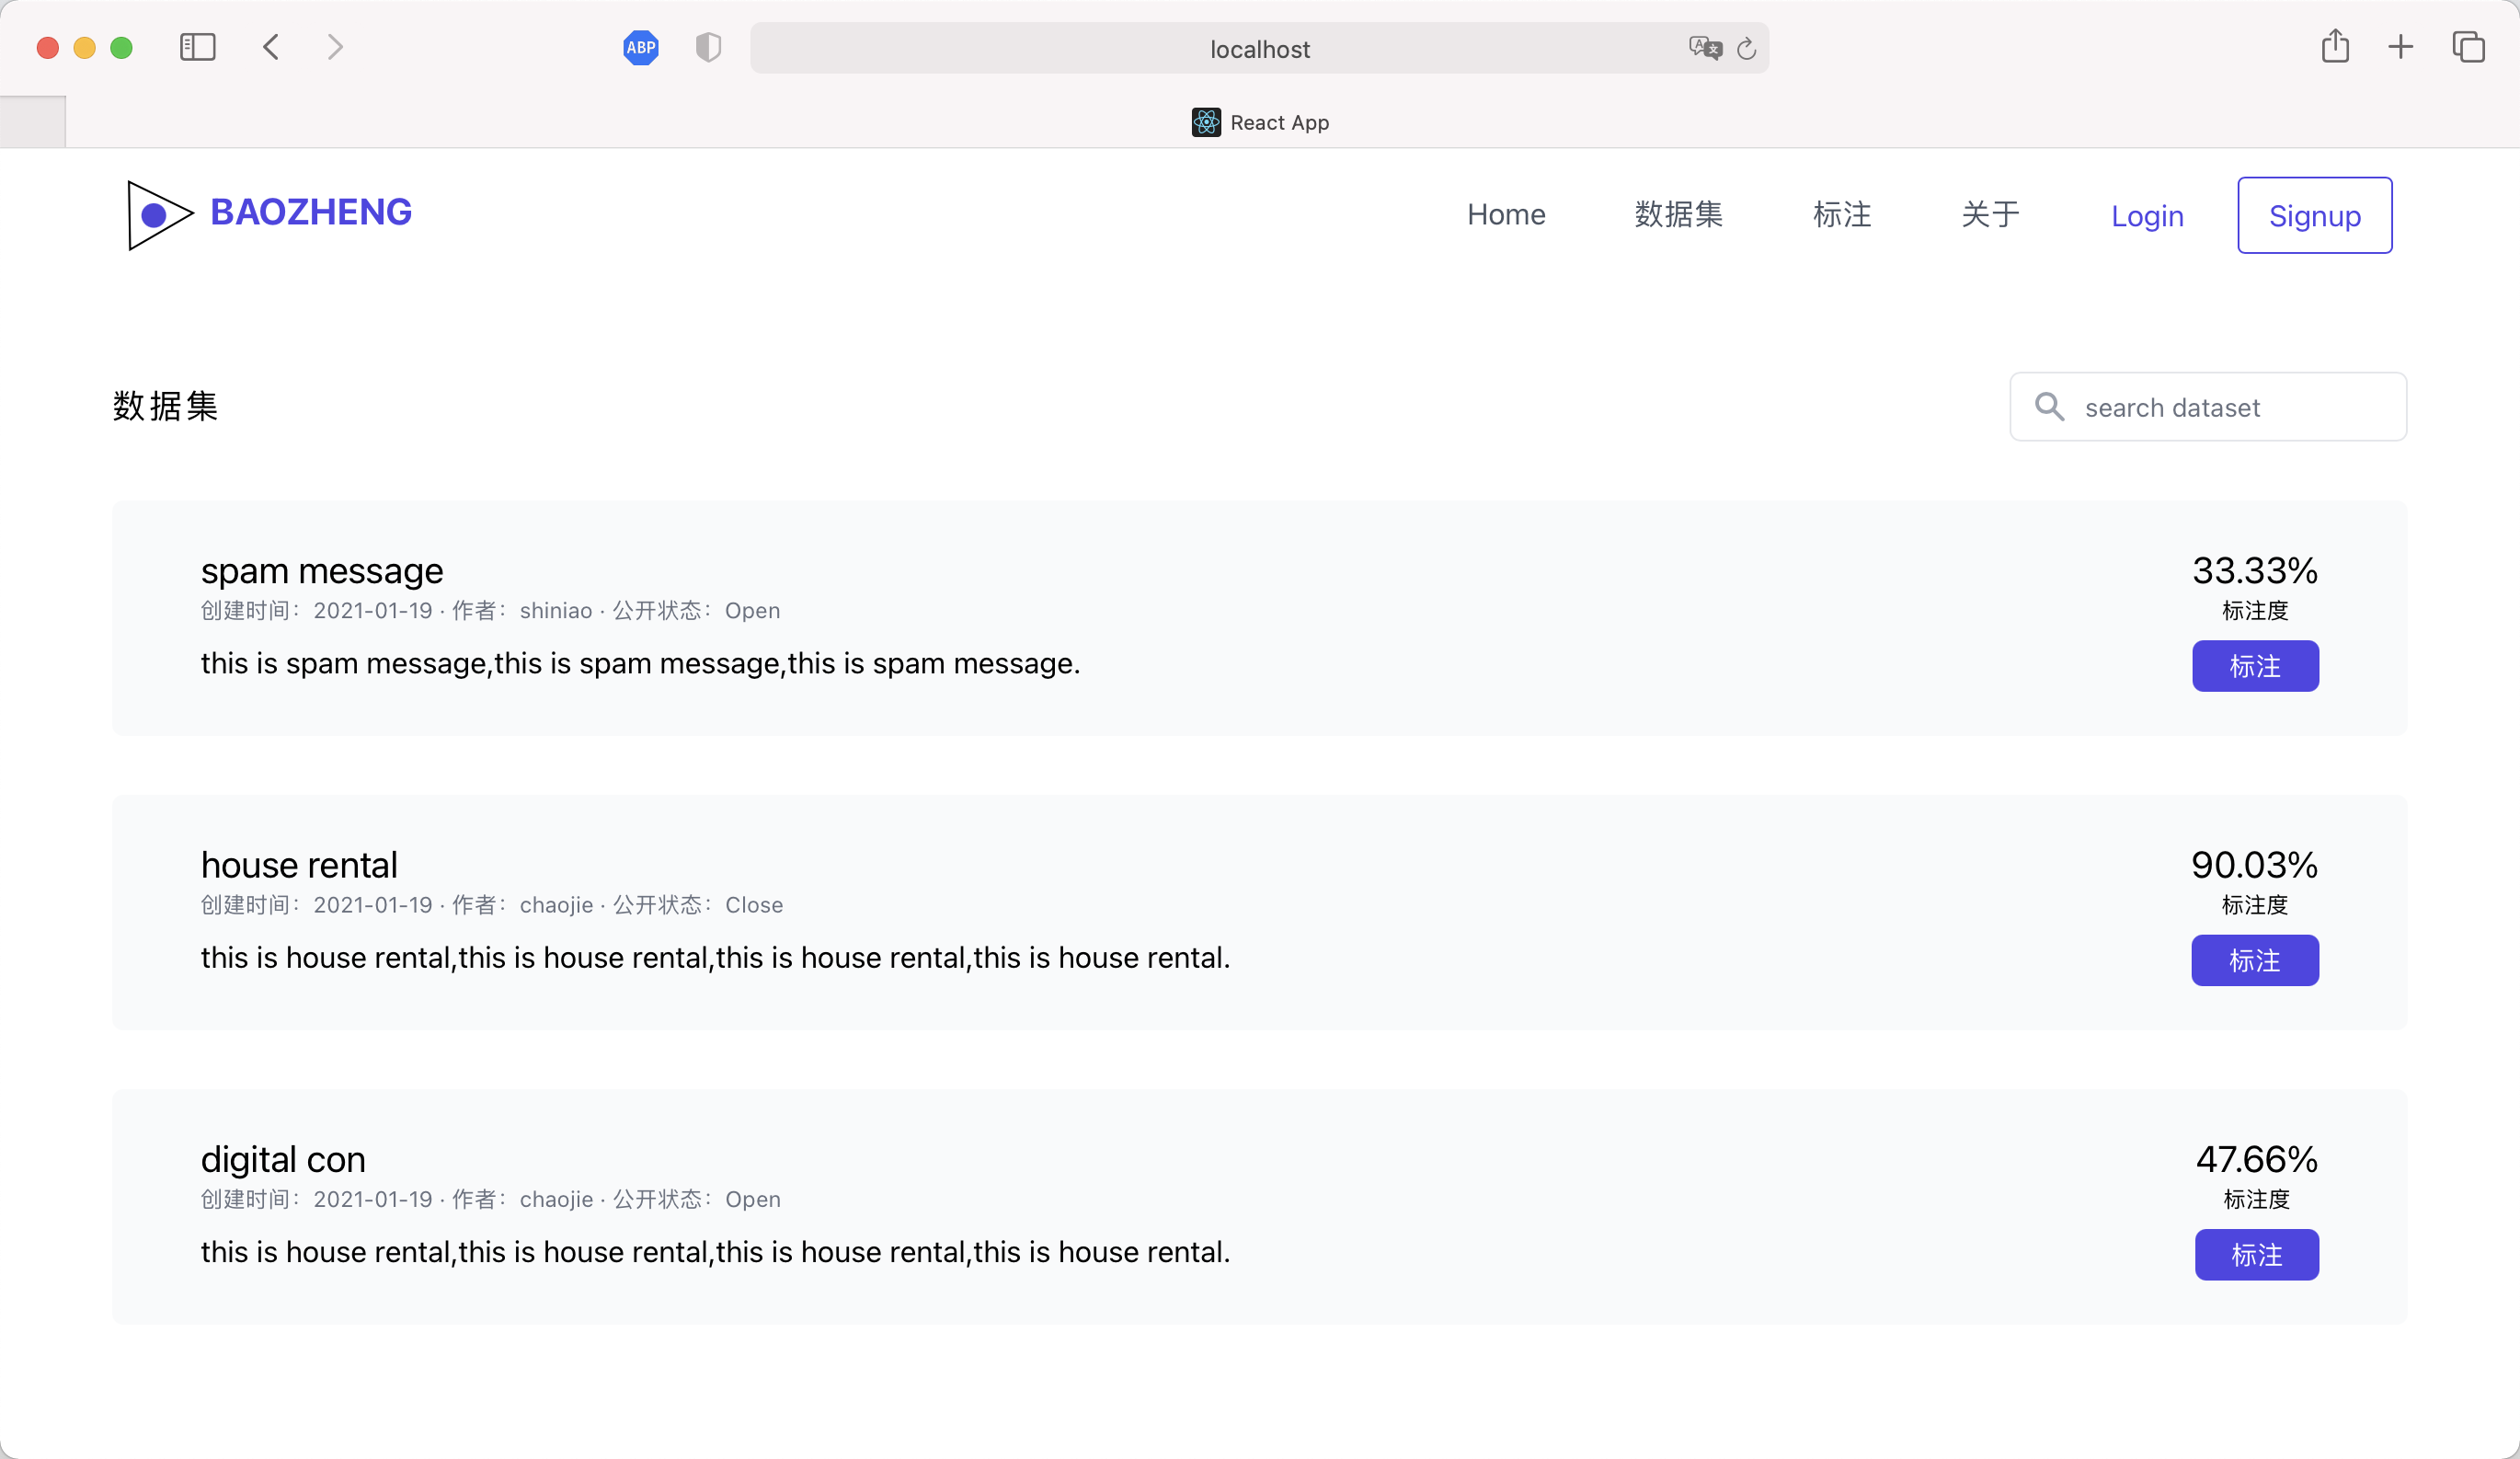 ABP
localhost
React App
BAOZHENG
Home 数据集 标注 关于 Login Signup
数据集
search dataset
spam message
创建时间：2021-01-19 · 作者：shiniao · 公开状态：Open
this is spam message,this is spam message,this is spam message.
33.33%
标注度
标注
house rental
创建时间：2021-01-19 · 作者：chaojie · 公开状态：Close
this is house rental,this is house rental,this is house rental,this is house rental.
90.03%
标注度
标注
digital con
创建时间：2021-01-19 · 作者：chaojie · 公开状态：Open
this is house rental,this is house rental,this is house rental,this is house rental.
47.66%
标注度
标注